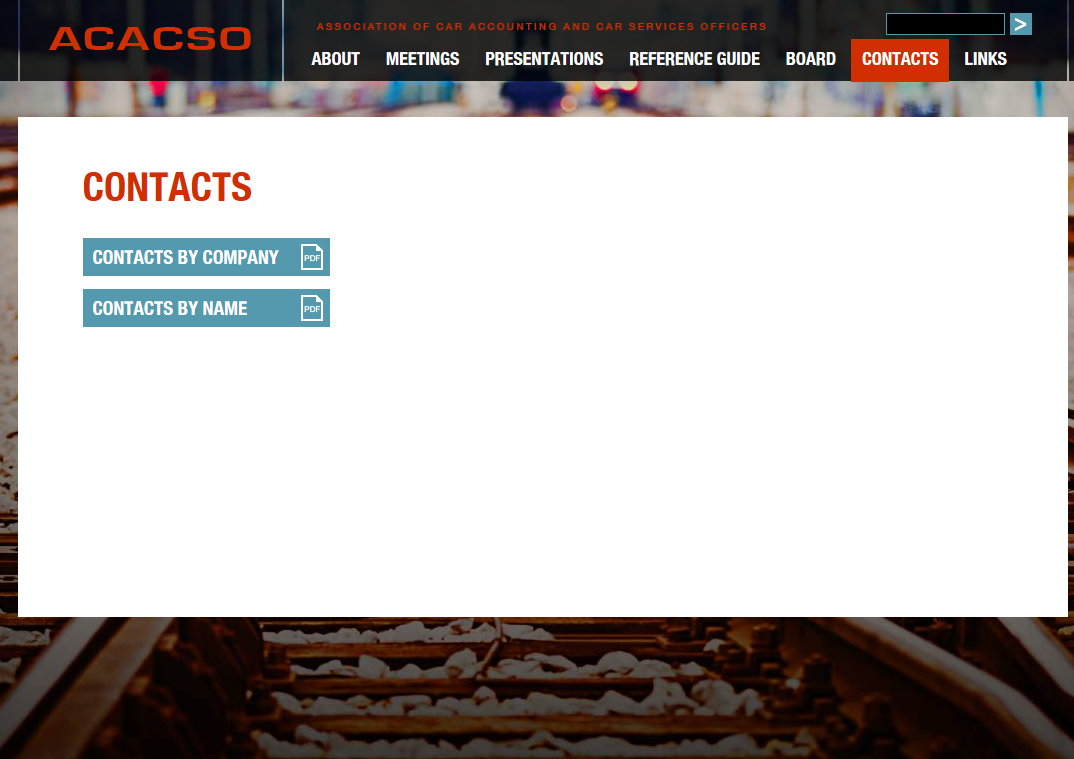 ACACSO
ASSOCIATION OF CAR ACCOUNTING AND CAR SERVICES OFFICERS
>
ABOUT MEETINGS PRESENTATIONS REFERENCE GUIDE BOARD CONTACTS LINKS
CONTACTS
CONTACTS BY COMPANY PDF
CONTACTS BY NAME PDF